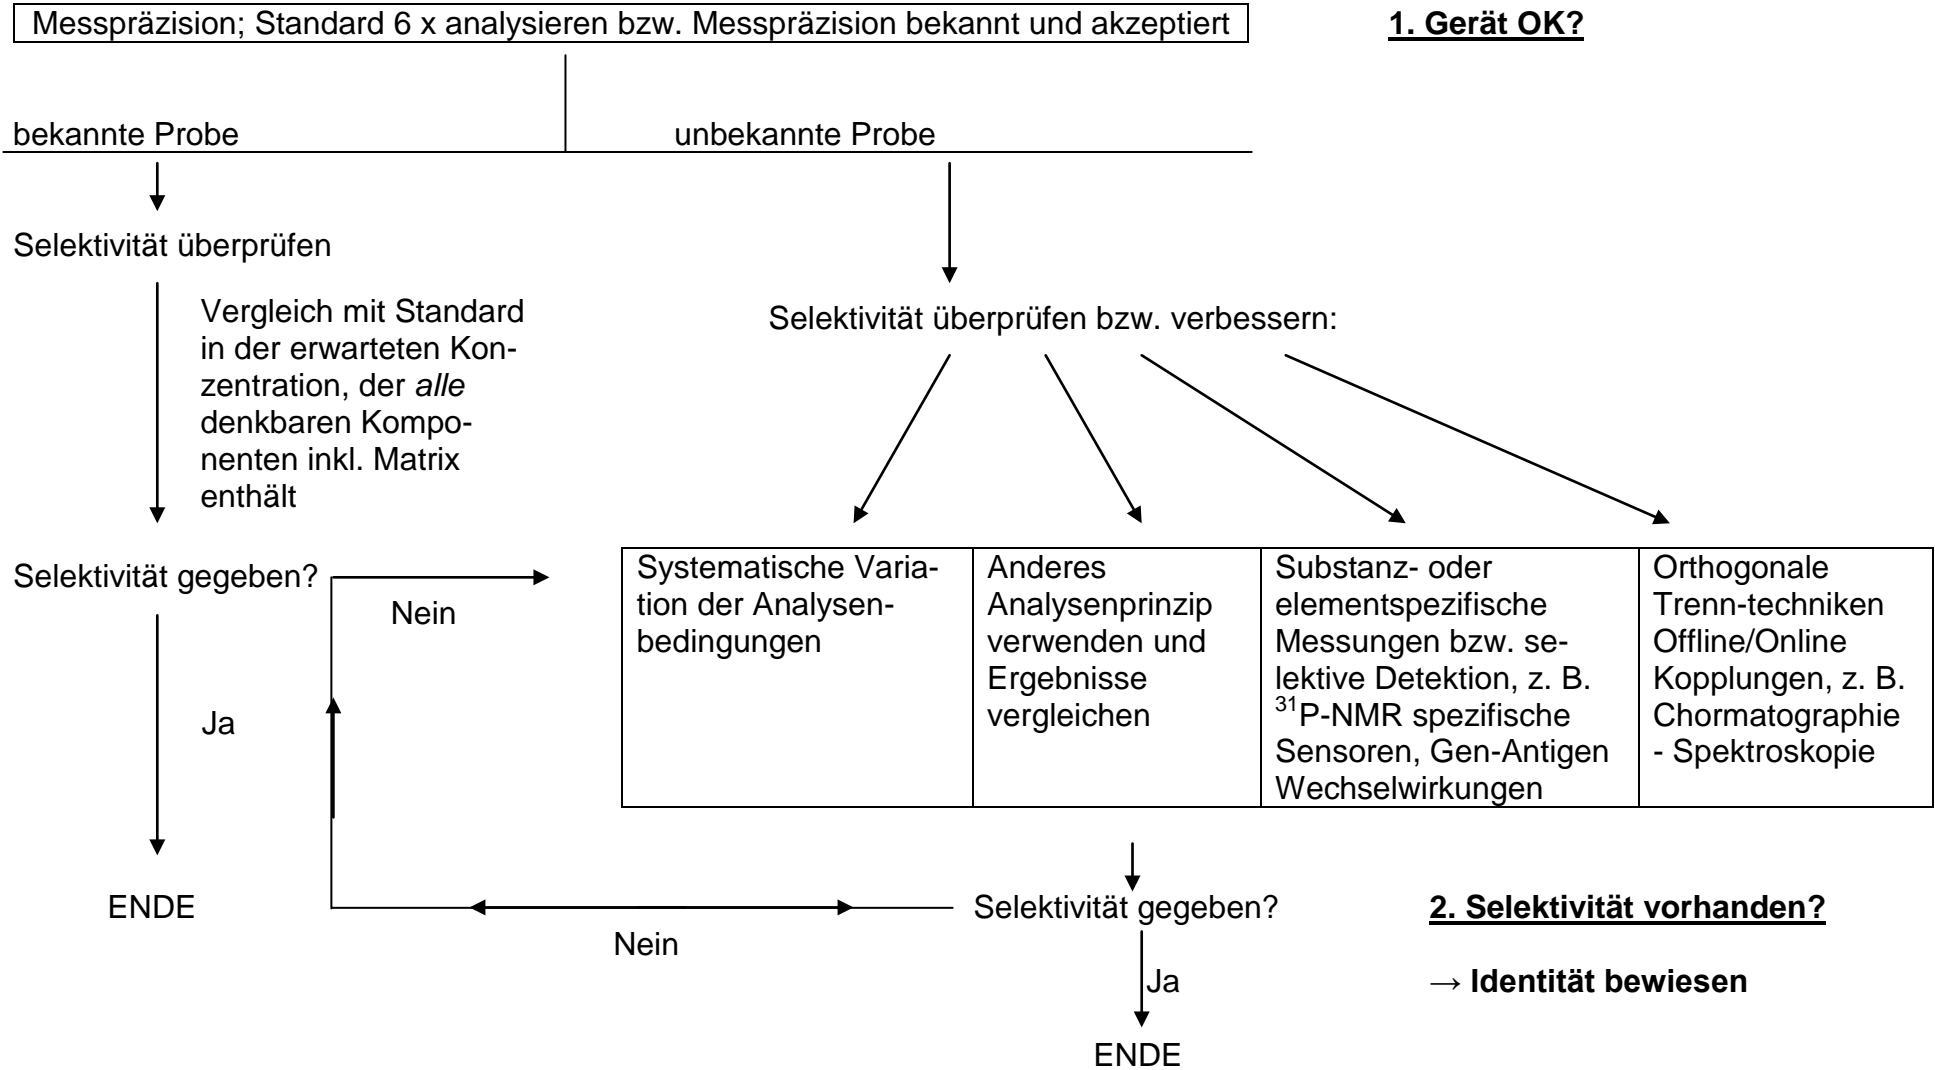 Messpräzision; Standard 6 x analysieren bzw. Messpräzision bekannt und akzeptiert
1. Gerät OK?
bekannte Probe
unbekannte Probe
Selektivität überprüfen
Vergleich mit Standard
in der erwarteten Kon-
zentration, der alle
denkbaren Kompo-
nenten inkl. Matrix
enthält
Selektivität überprüfen bzw. verbessern:
Selektivität gegeben?
Nein
Ja
ENDE
Systematische Varia-
tion der Analysen-
bedingungen
Anderes
Analysenprinzip
verwenden und
Ergebnisse
vergleichen
Substanz- oder
elementspezifische
Messungen bzw. se-
lektive Detektion, z. B.
³¹P-NMR spezifische
Sensoren, Gen-Antigen
Wechselwirkungen
Orthogonale
Trenn-techniken
Offline/Online
Kopplungen, z. B.
Chormatographie
- Spektroskopie
Selektivität gegeben?
Nein
Ja
ENDE
2. Selektivität vorhanden?
→ Identität bewiesen